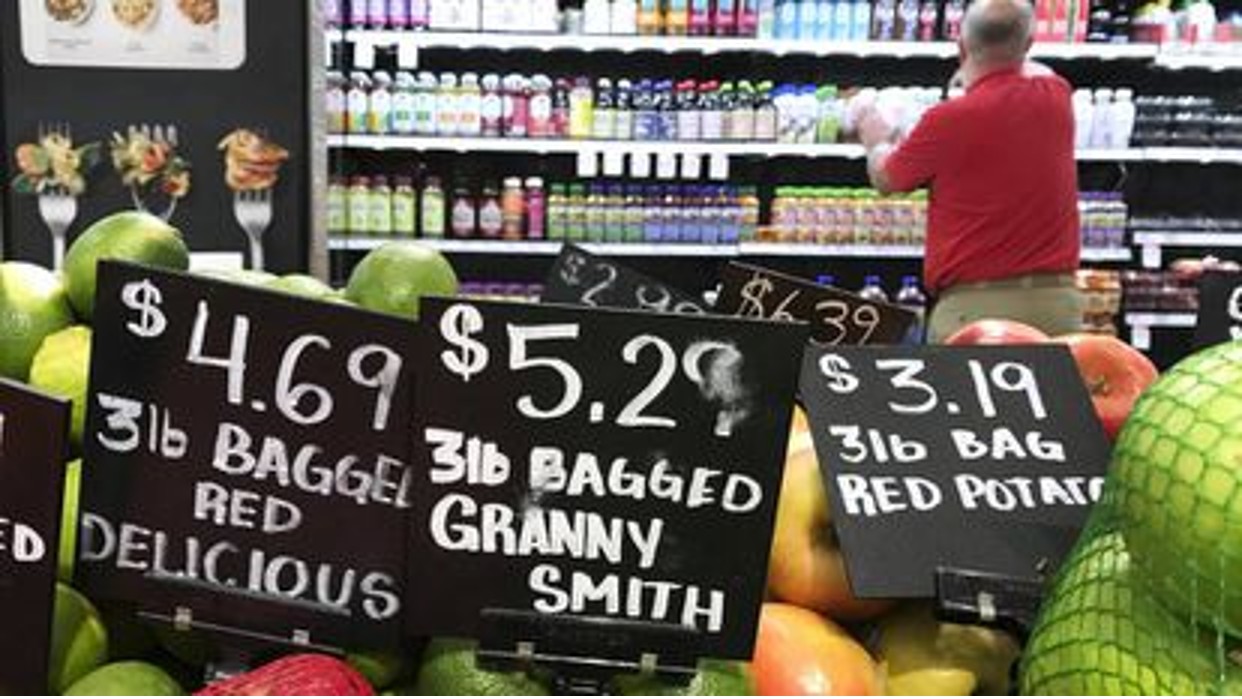 $4.69
3lb BAGGED
RED
DELICIOUS
$5.29
3lb BAGGED
GRANNY
SMITH
$6.39
$3.19
3lb BAG
RED POTATO
ED